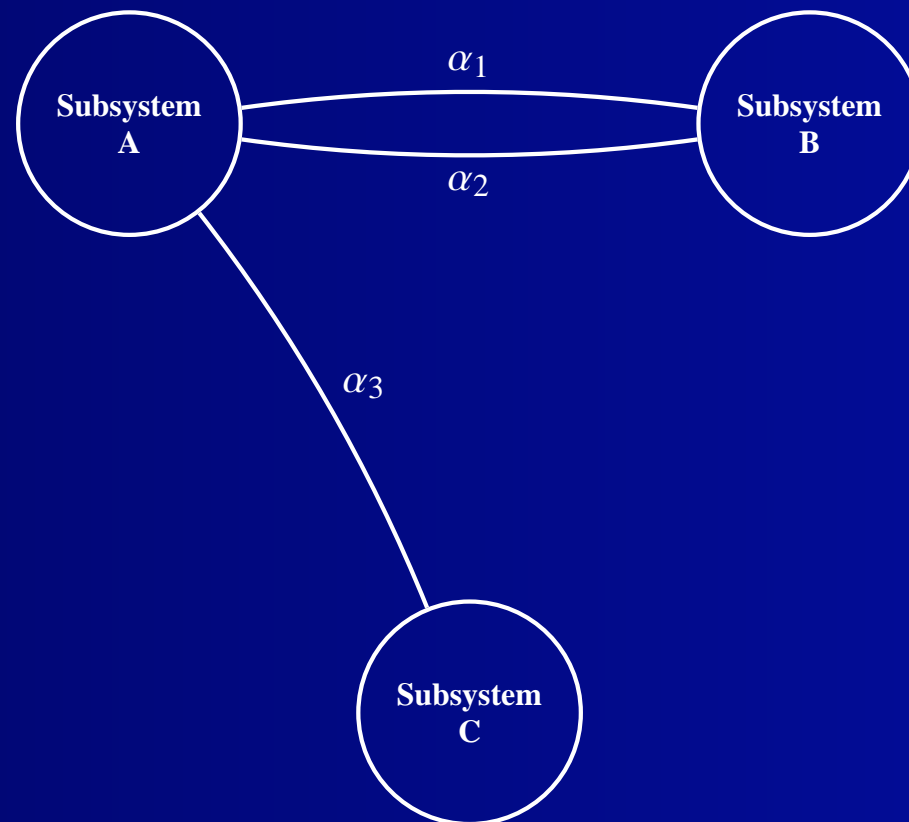 α₁
Subsystem
A
Subsystem
B
α₂
α₃
Subsystem
C